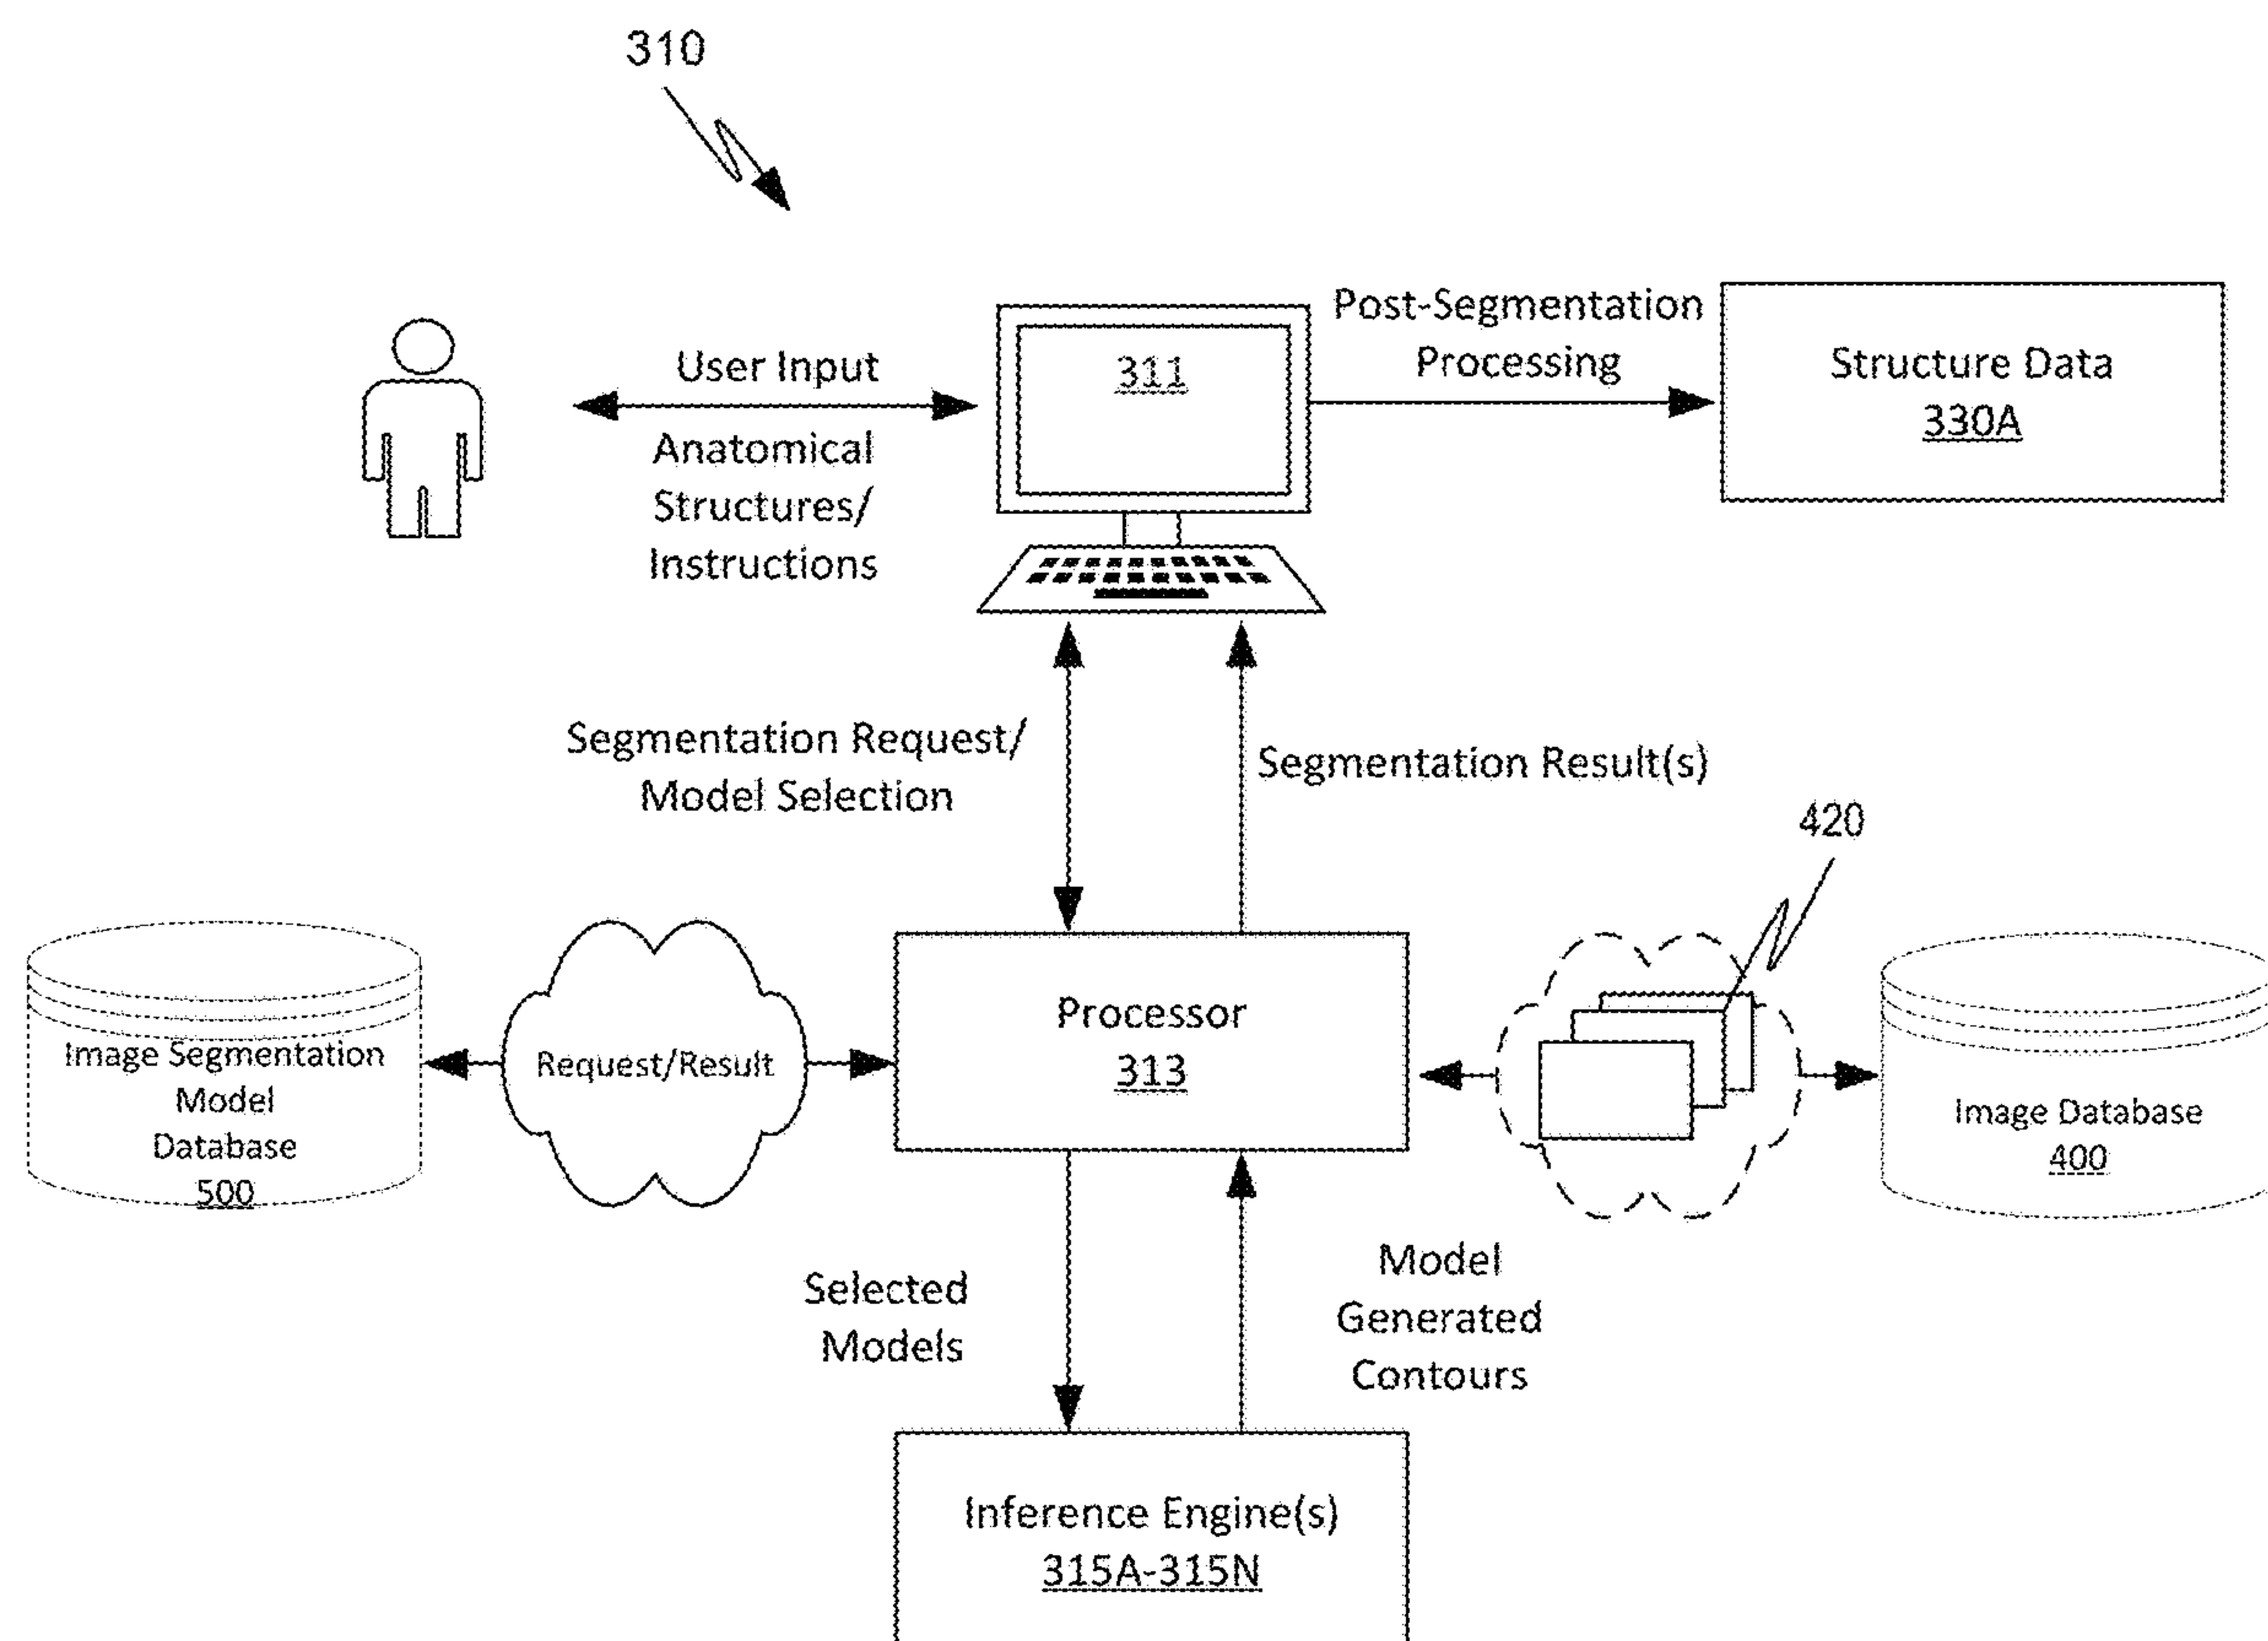 310
User Input
Anatomical
Structures/
Instructions
311
Post-Segmentation
Processing
Structure Data
330A
Segmentation Request/
Model Selection
Segmentation Result(s)
420
Image Segmentation
Model
Database
500
Request/Result
Processor
313
Image Database
400
Selected
Models
Model
Generated
Contours
Inference Engine(s)
315A-315N